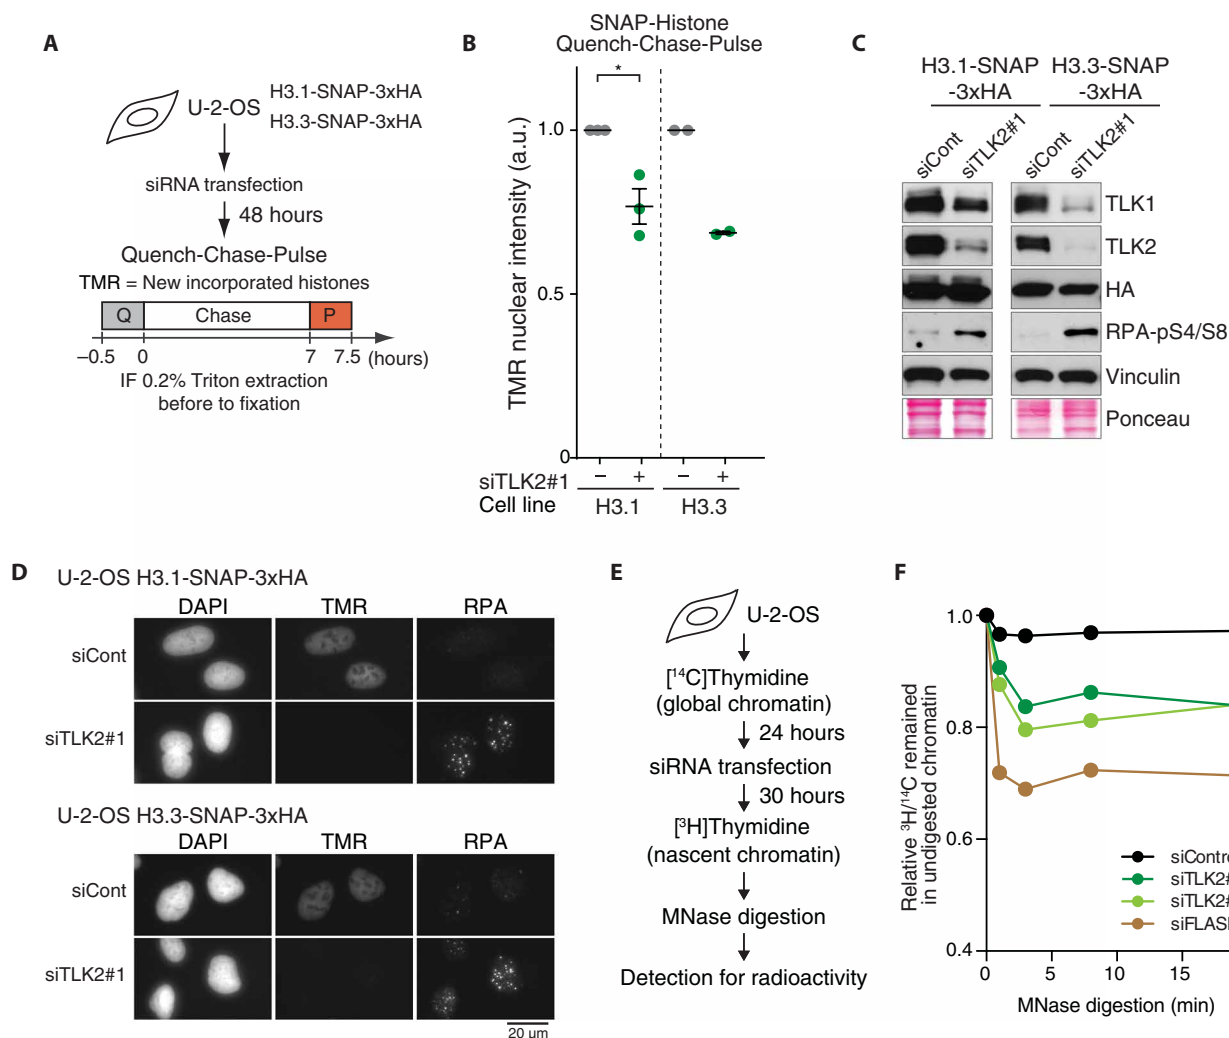 A
U-2-OS
H3.1-SNAP-3xHA
H3.3-SNAP-3xHA
siRNA transfection
48 hours
Quench-Chase-Pulse
TMR = New incorporated histones
Q Chase P
–0.5 0 7 7.5 (hours)
IF 0.2% Triton extraction
before to fixation
B
SNAP-Histone
Quench-Chase-Pulse
*
TMR nuclear intensity (a.u.)
1.0
0.5
0
siTLK2#1 – + – +
Cell line H3.1 H3.3
C
H3.1-SNAP H3.3-SNAP
-3xHA -3xHA
siCont siTLK2#1 siCont siTLK2#1
TLK1
TLK2
HA
RPA-pS4/S8
Vinculin
Ponceau
D
U-2-OS H3.1-SNAP-3xHA
DAPI TMR RPA
siCont
siTLK2#1
U-2-OS H3.3-SNAP-3xHA
DAPI TMR RPA
siCont
siTLK2#1
20 µm
E
U-2-OS
[¹⁴C]Thymidine
(global chromatin)
24 hours
siRNA transfection
30 hours
[³H]Thymidine
(nascent chromatin)
MNase digestion
Detection for radioactivity
F
Relative ³H/¹⁴C remained
in undigested chromatin
1.0
0.8
0.6
0.4
siContro
siTLK2#
siTLK2#
siFLASH
0 5 10 15
MNase digestion (min)